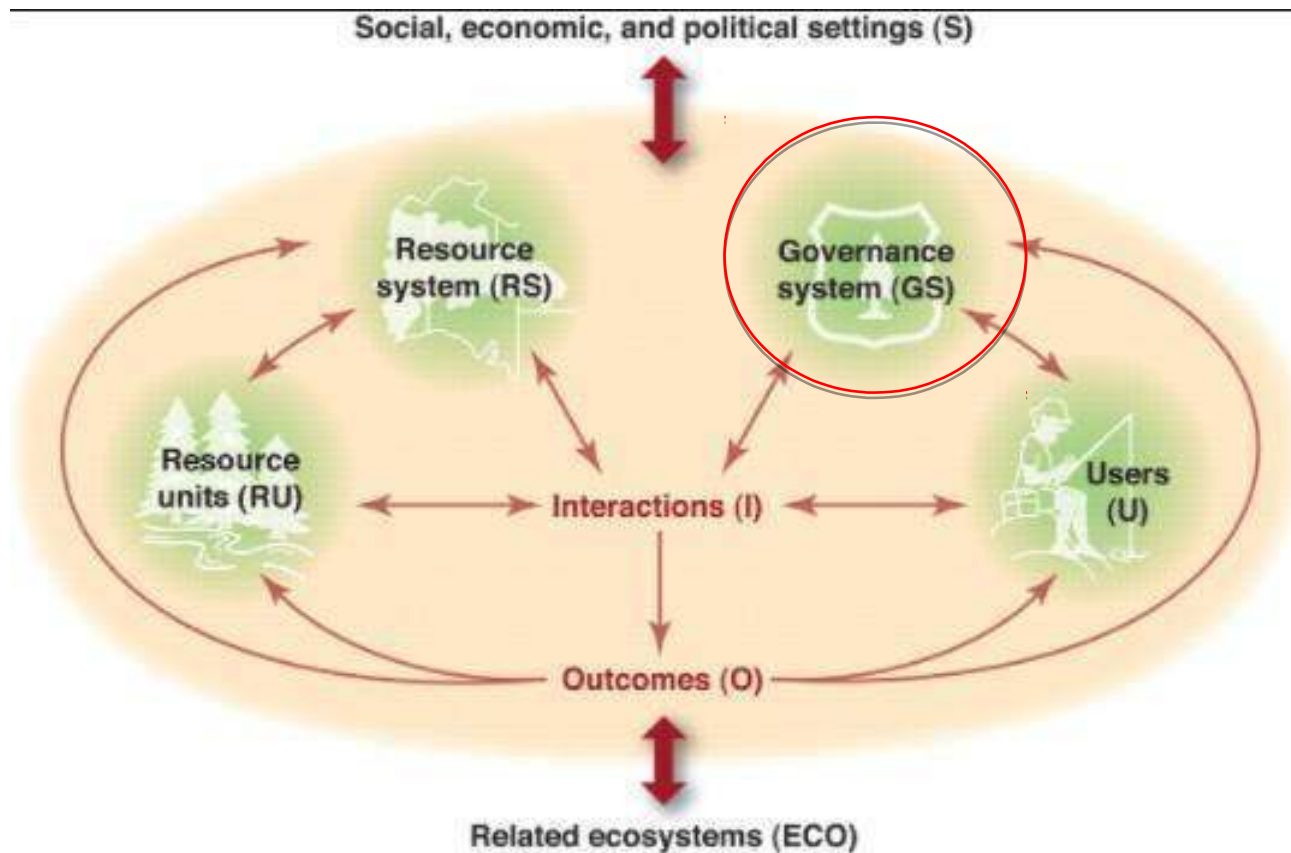 Social, economic, and political settings (S)
Resource
system (RS)
Governance
system (GS)
Resource
units (RU)
Interactions (I)
Users
(U)
Outcomes (O)
Related ecosystems (ECO)